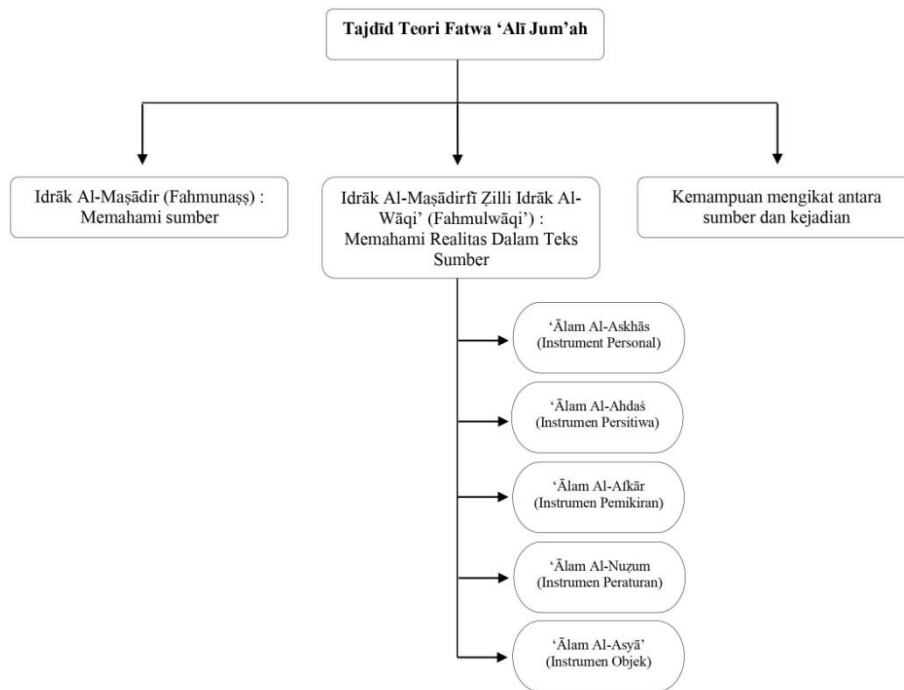 Tajdīd Teori Fatwa ‘Alī Jum’ah
Idrāk Al-Maṣādir (Fahmunaṣṣ) :
Memahami sumber
Idrāk Al-Maṣādirfī Ẓilli Idrāk Al-
Wāqi’ (Fahmulwāqi’) :
Memahami Realitas Dalam Teks
Sumber
Kemampuan mengikat antara
sumber dan kejadian
‘Ālam Al-Askhās
(Instrument Personal)
‘Ālam Al-Ahdaṡ
(Instrumen Persitiwa)
‘Ālam Al-Afkār
(Instrumen Pemikiran)
‘Ālam Al-Nuẓum
(Instrumen Peraturan)
‘Ālam Al-Asyā’
(Instrumen Objek)